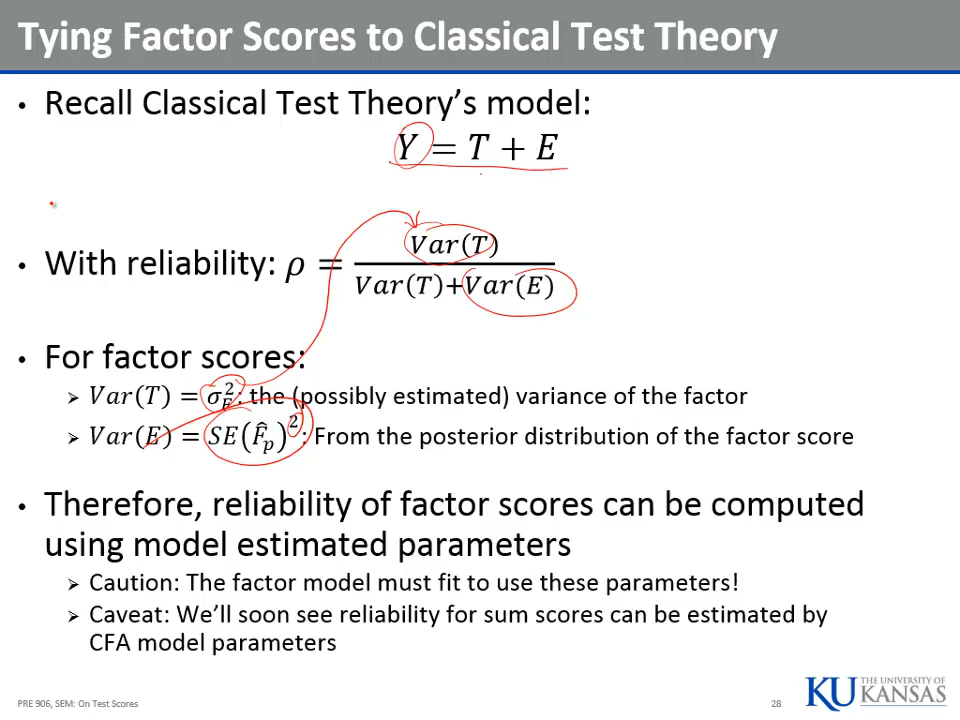 Tying Factor Scores to Classical Test Theory
• Recall Classical Test Theory's model:
Y = T + E
• With reliability: ρ = Var(T) / Var(T)+Var(E)
• For factor scores:
➢ Var(T) = σ²_F: the (possibly estimated) variance of the factor
➢ Var(E) = SE(F̂_p)²: From the posterior distribution of the factor score
• Therefore, reliability of factor scores can be computed
using model estimated parameters
➢ Caution: The factor model must fit to use these parameters!
➢ Caveat: We'll soon see reliability for sum scores can be estimated by
CFA model parameters
PRE 906, SEM: On Test Scores
28
KU THE UNIVERSITY OF
KANSAS